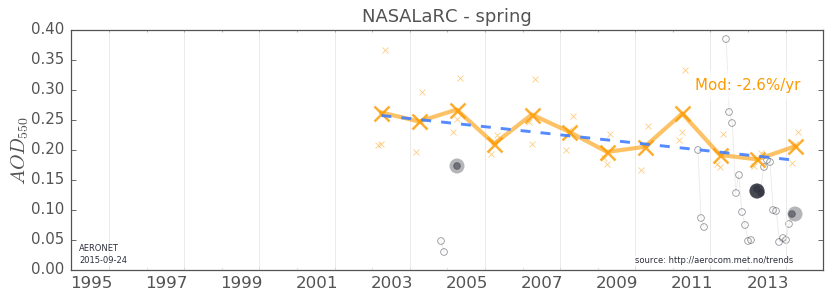 NASALaRC - spring
0.40
0.35
0.30
0.25
0.20
0.15
0.10
0.05
0.00
AOD550
Mod: -2.6%/yr
AERONET
2015-09-24
source: http://aerocom.met.no/trends
1995 1997 1999 2001 2003 2005 2007 2009 2011 2013